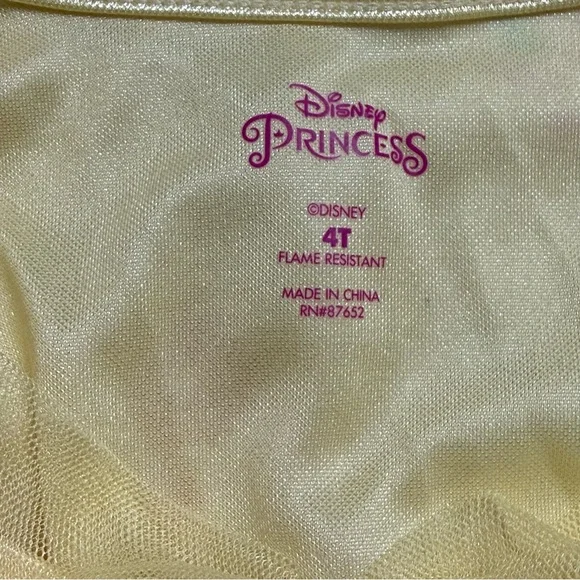 Disney
PRINCESS
©DISNEY
4T
FLAME RESISTANT
MADE IN CHINA
RN#87652